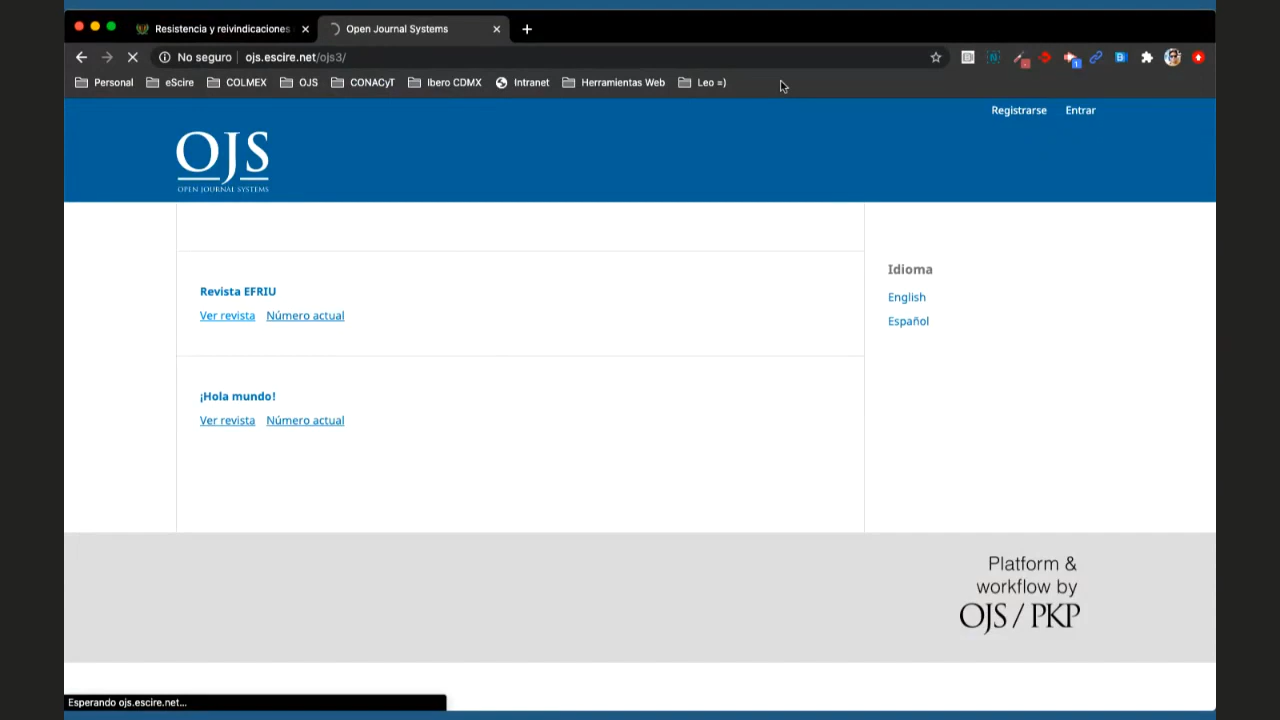 Resistencia y reivindicaciones
Open Journal Systems
No seguro
ojs.escire.net/ojs3/
Personal
eScire
COLMEX
OJS
CONACyT
Ibero CDMX
Intranet
Herramientas Web
Leo =)
Registrarse
Entrar
OJS
OPEN JOURNAL SYSTEMS
Idioma
Revista EFRIU
English
Ver revista
Número actual
Español
¡Hola mundo!
Ver revista
Número actual
Platform &
workflow by
OJS / PKP
Esperando ojs.escire.net...